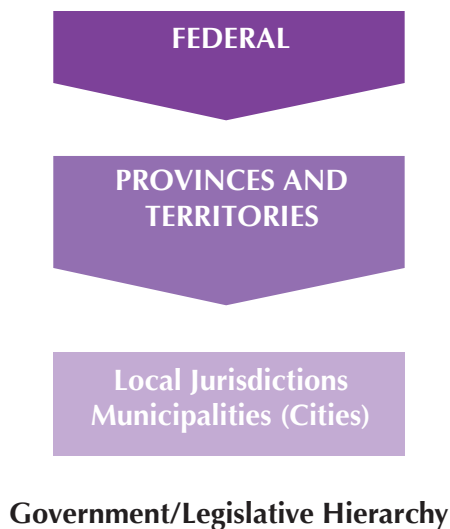 FEDERAL
PROVINCES AND
TERRITORIES
Local Jurisdictions
Municipalities (Cities)
Government/Legislative Hierarchy